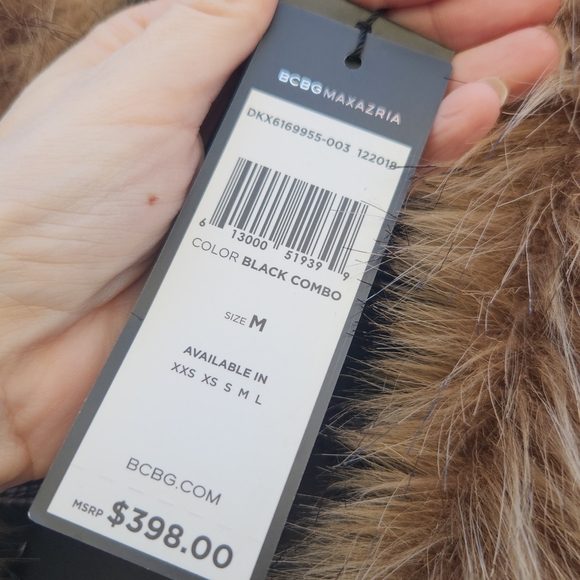 BCBGMAXAZRIA
DKX6169955-003 122018
6 13000 51939 9
COLOR BLACK COMBO
SIZE M
AVAILABLE IN
XXS XS S M L
BCBG.COM
MSRP $398.00